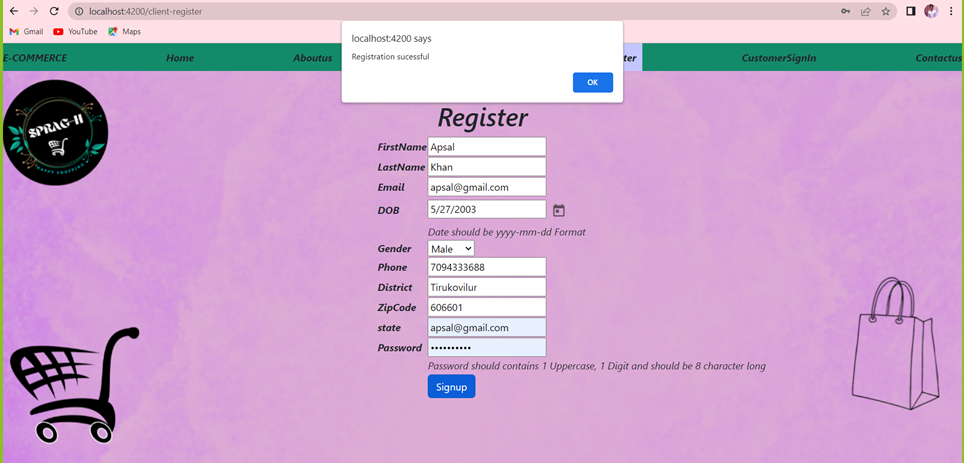 localhost:4200/client-register
Gmail YouTube Maps
localhost:4200 says
Registration sucessful
OK
E-COMMERCE Home Aboutus ter CustomerSignIn Contactus
SPRAG-H
HAPPY SHOPPING
Register
FirstName Apsal
LastName Khan
Email apsal@gmail.com
DOB 5/27/2003
Date should be yyyy-mm-dd Format
Gender Male
Phone 7094333688
District Tirukovilur
ZipCode 606601
state apsal@gmail.com
Password ••••••••••
Password should contains 1 Uppercase, 1 Digit and should be 8 character long
Signup